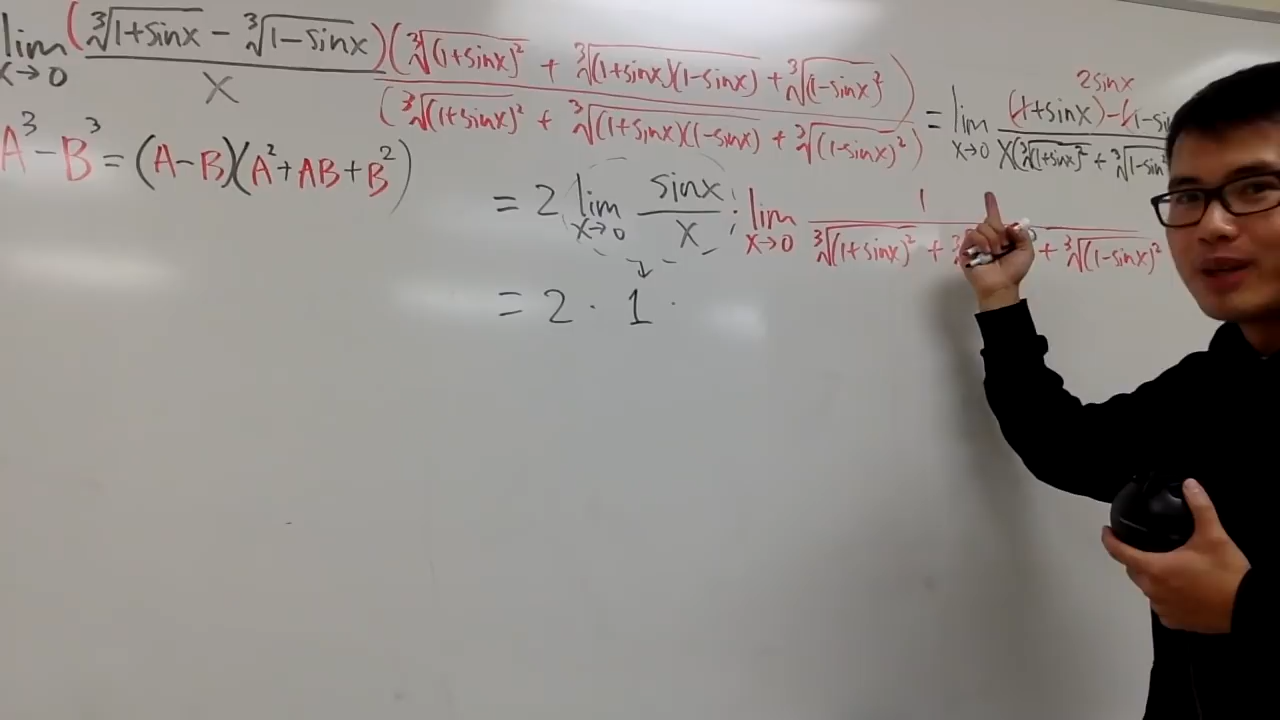 lim x→0 (∛(1+sinx) - ∛(1-sinx))(∛(1+sinx)² + ∛(1+sinx)(1-sinx) + ∛(1-sinx)²) / x (∛(1+sinx)² + ∛(1+sinx)(1-sinx) + ∛(1-sinx)²) = lim x→0 2sinx (1+sinx)-(1-si / x(∛(1+sinx)² + ∛1-sin²
A³-B³ = (A-B)(A²+AB+B²)
= 2 lim x→0 sinx / x · lim x→0 1 / ∛(1+sinx)² + + ∛(1-sinx)²
= 2 · 1 ·